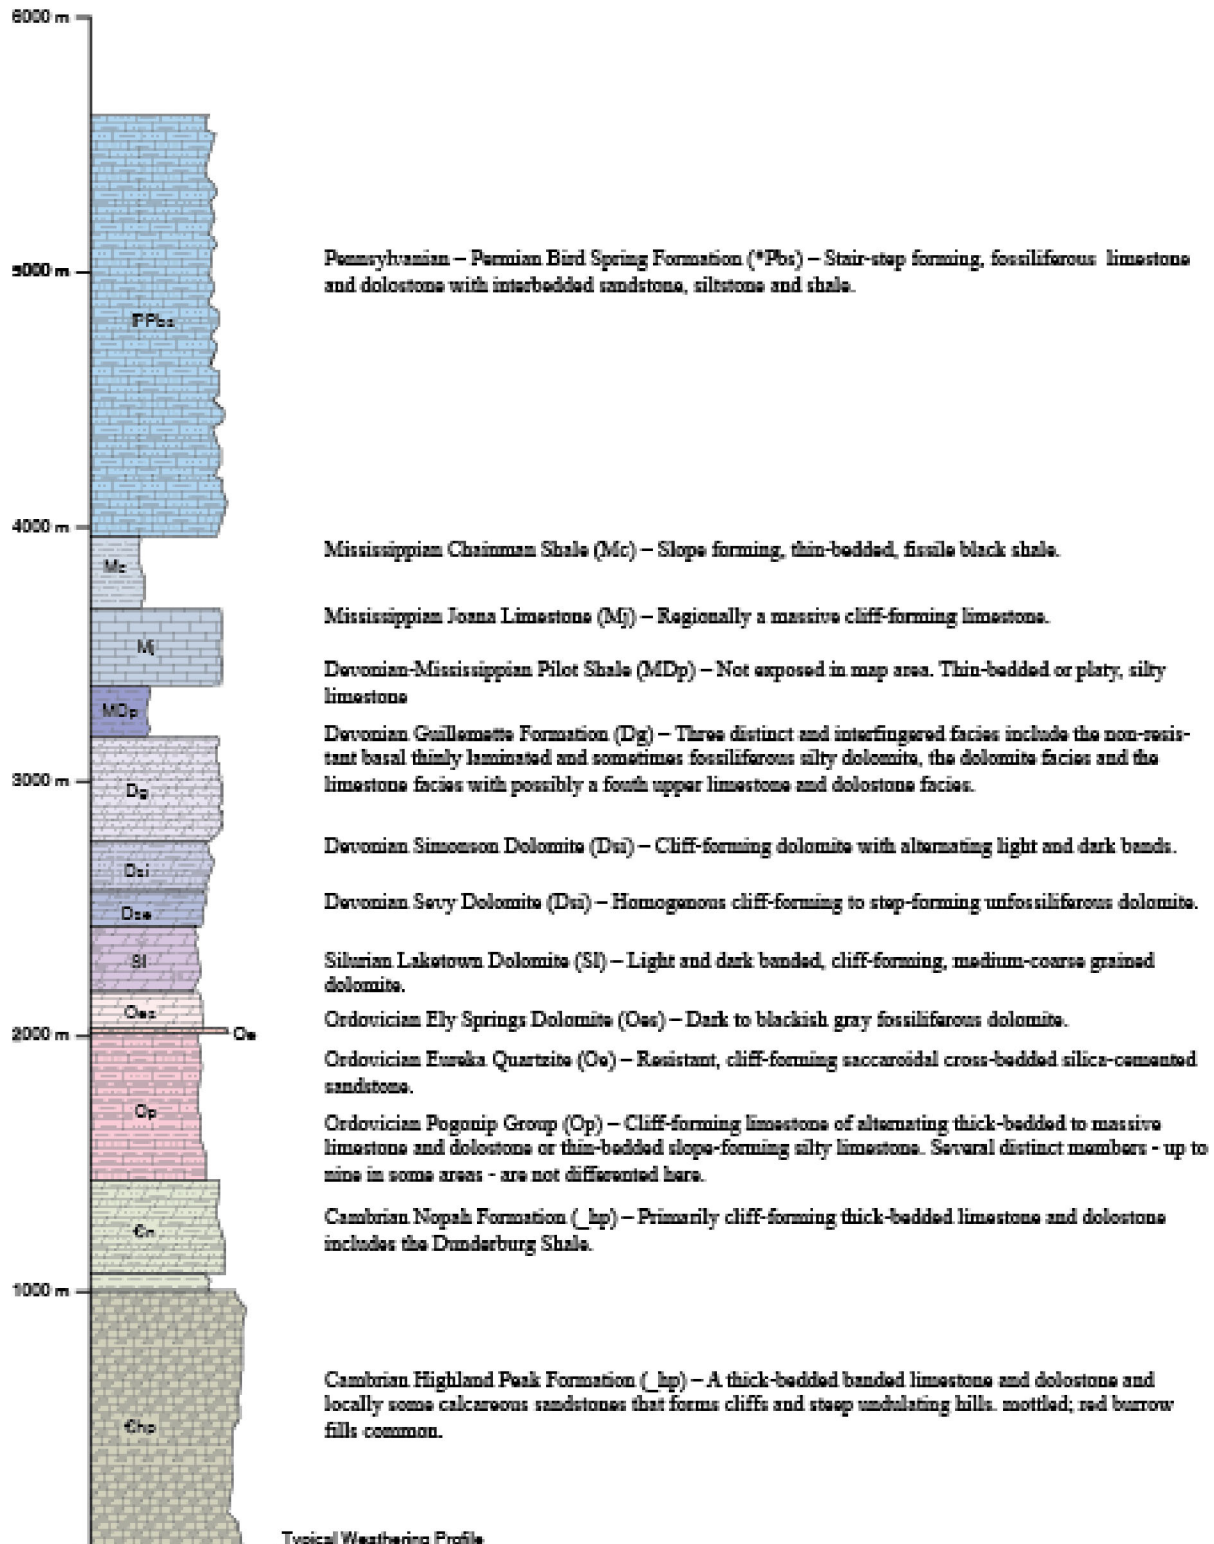 6000 m
Pennsylvanian – Permian Bird Spring Formation (*Pbs) – Stair-step forming, fossiliferous limestone
5000 m
and dolostone with interbedded sandstone, siltstone and shale.
PPbs
4000 m
Mississippian Chainman Shale (Mc) – Slope forming, thin-bedded, fissile black shale.
Mc
Mississippian Joana Limestone (Mj) – Regionally a massive cliff-forming limestone.
Mj
Devonian-Mississippian Pilot Shale (MDp) – Not exposed in map area. Thin-bedded or platy, silty
limestone
MDp
Devonian Guillemette Formation (Dg) – Three distinct and interfingered facies include the non-resis-
tant basal thinly laminated and sometimes fossiliferous silty dolomite, the dolomite facies and the
3000 m
limestone facies with possibly a fouth upper limestone and dolostone facies.
Dg
Devonian Simonson Dolomite (Dsi) – Cliff-forming dolomite with alternating light and dark bands.
Dsi
Devonian Sevy Dolomite (Dsi) – Homogenous cliff-forming to step-forming unfossiliferous dolomite.
Dse
Silurian Laketown Dolomite (Sl) – Light and dark banded, cliff-forming, medium-coarse grained
Sl
dolomite.
Oes
Ordovician Ely Springs Dolomite (Oes) – Dark to blackish gray fossiliferous dolomite.
2000 m
Oe
Ordovician Eureka Quartzite (Oe) – Resistant, cliff-forming saccaroidal cross-bedded silica-cemented
sandstone.
Op
Ordovician Pogonip Group (Op) – Cliff-forming limestone of alternating thick-bedded to massive
limestone and dolostone or thin-bedded slope-forming silty limestone. Several distinct members - up to
nine in some areas - are not differented here.
Cambrian Nopah Formation (_hp) – Primarily cliff-forming thick-bedded limestone and dolostone
includes the Dunderburg Shale.
Єn
1000 m
Cambrian Highland Peak Formation (_hp) – A thick-bedded banded limestone and dolostone and
locally some calcareous sandstones that forms cliffs and steep undulating hills. mottled; red burrow
fills common.
Єhp
Typical Weathering Profile